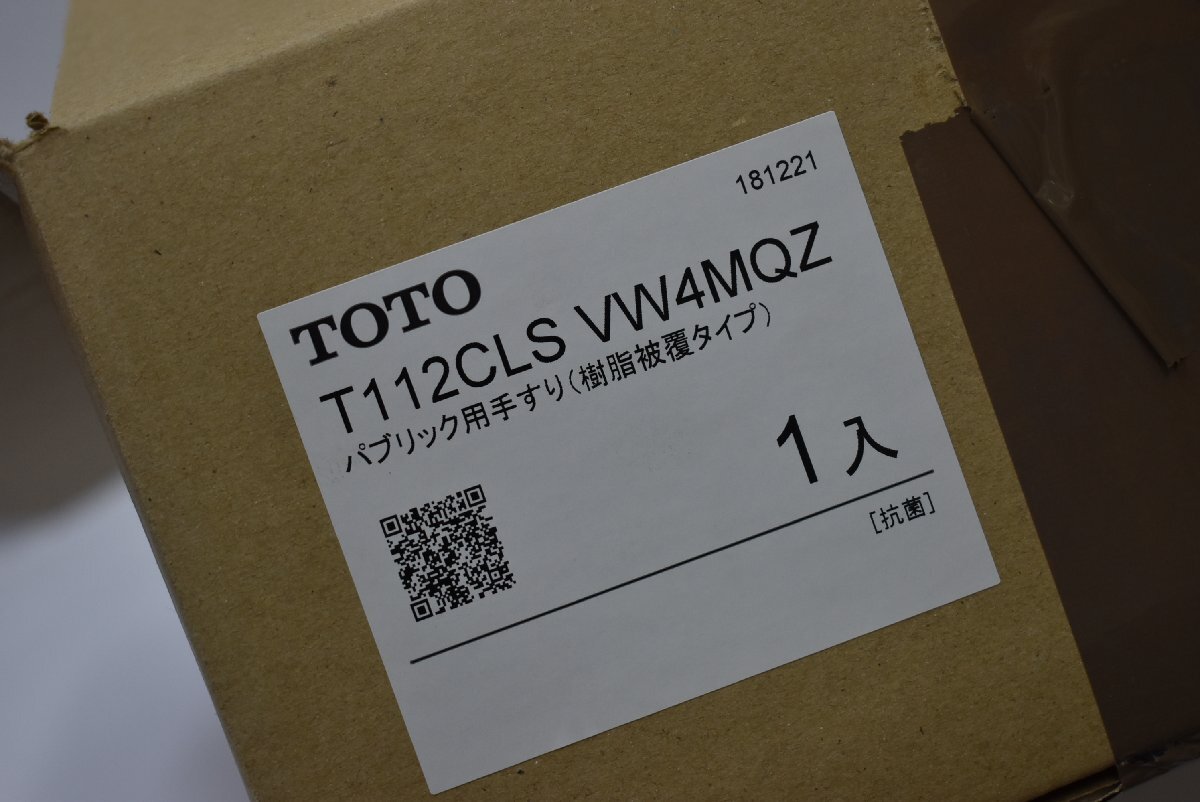 181221
TOTO
T112CLS VW4MQZ
パブリック用手すり(樹脂被覆タイプ)
1入
[抗菌]